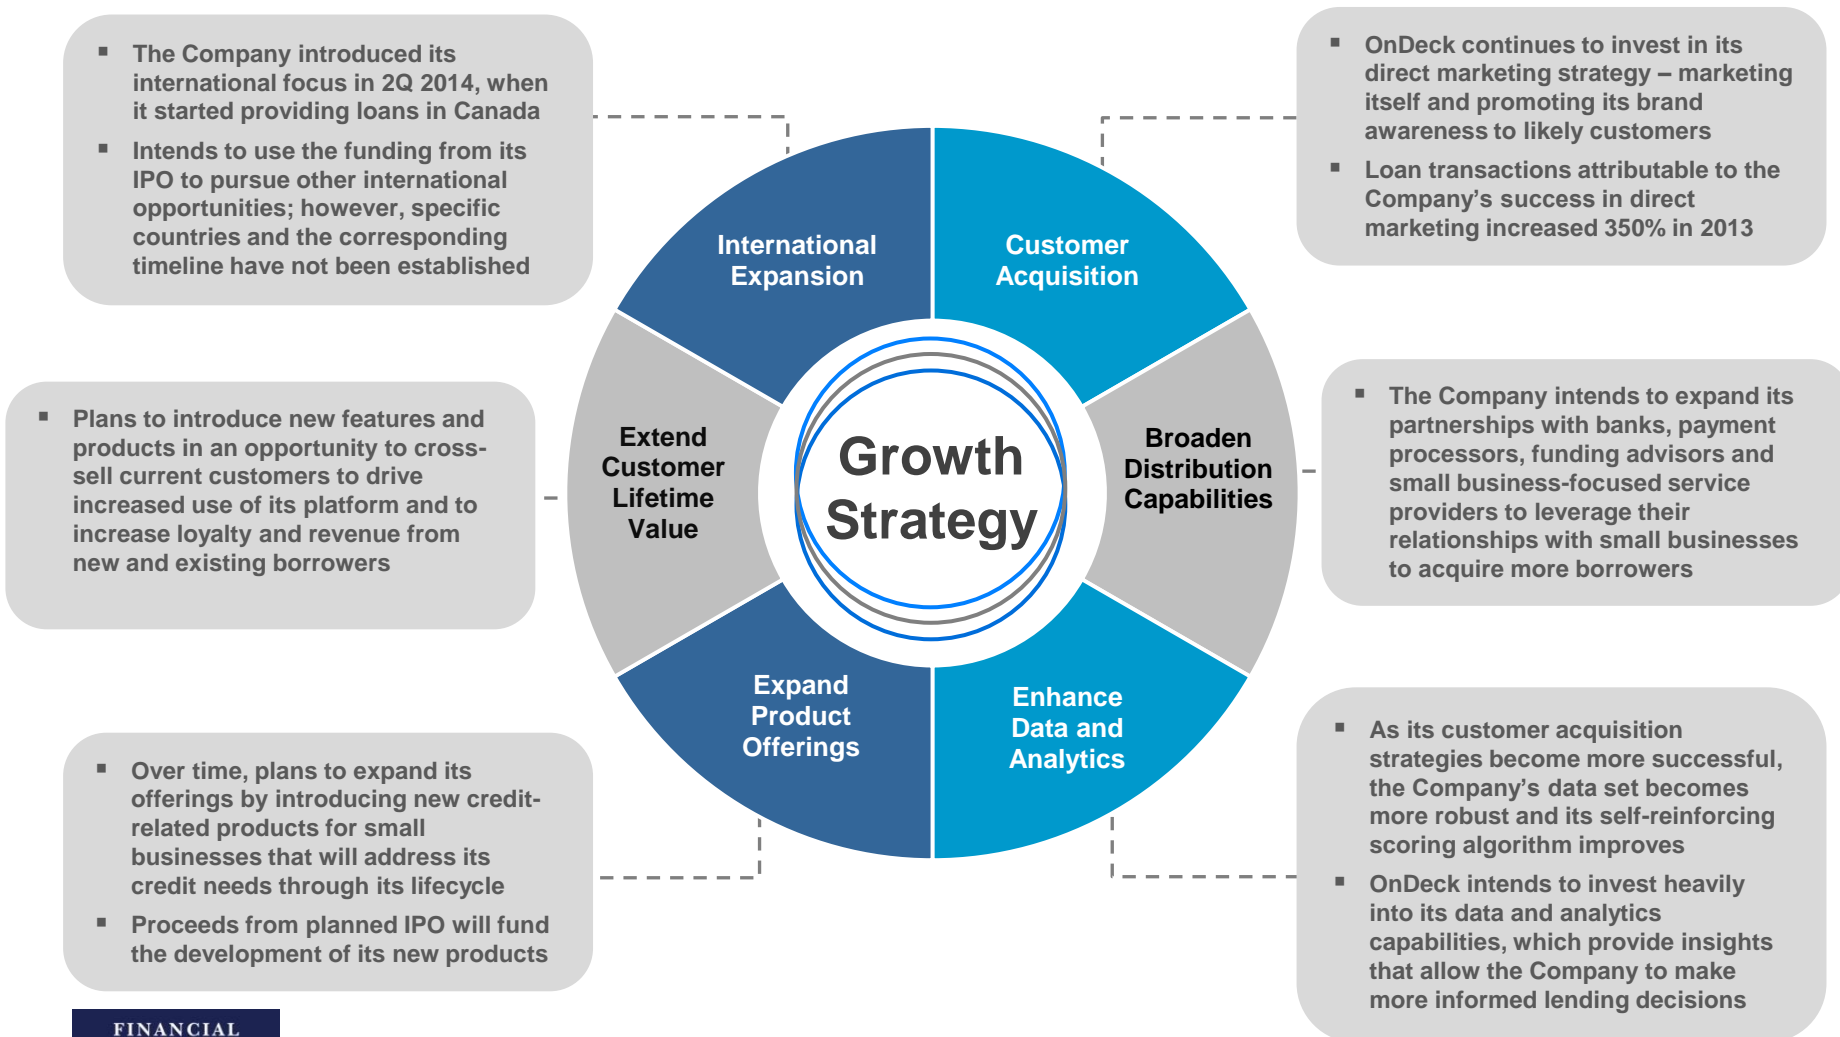 ▪ The Company introduced its
international focus in 2Q 2014, when
it started providing loans in Canada
▪ Intends to use the funding from its
IPO to pursue other international
opportunities; however, specific
countries and the corresponding
timeline have not been established
▪ OnDeck continues to invest in its
direct marketing strategy – marketing
itself and promoting its brand
awareness to likely customers
▪ Loan transactions attributable to the
Company’s success in direct
marketing increased 350% in 2013
International
Expansion
Customer
Acquisition
▪ Plans to introduce new features and
products in an opportunity to cross-
sell current customers to drive
increased use of its platform and to
increase loyalty and revenue from
new and existing borrowers
Extend
Customer
Lifetime
Value
Growth
Strategy
Broaden
Distribution
Capabilities
▪ The Company intends to expand its
partnerships with banks, payment
processors, funding advisors and
small business-focused service
providers to leverage their
relationships with small businesses
to acquire more borrowers
Expand
Product
Offerings
Enhance
Data and
Analytics
▪ Over time, plans to expand its
offerings by introducing new credit-
related products for small
businesses that will address its
credit needs through its lifecycle
▪ Proceeds from planned IPO will fund
the development of its new products
▪ As its customer acquisition
strategies become more successful,
the Company’s data set becomes
more robust and its self-reinforcing
scoring algorithm improves
▪ OnDeck intends to invest heavily
into its data and analytics
capabilities, which provide insights
that allow the Company to make
more informed lending decisions
FINANCIAL